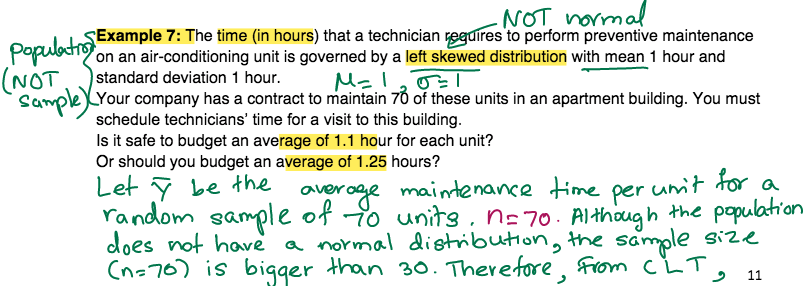 NOT normal
Population
(NOT
Sample)
Example 7: The time (in hours) that a technician requires to perform preventive maintenance
on an air-conditioning unit is governed by a left skewed distribution with mean 1 hour and
standard deviation 1 hour.
μ=1, σ=1
Your company has a contract to maintain 70 of these units in an apartment building. You must
schedule technicians' time for a visit to this building.
Is it safe to budget an average of 1.1 hour for each unit?
Or should you budget an average of 1.25 hours?
Let Ȳ be the average maintenance time per unit for a
random sample of 70 units. n=70. Although the population
does not have a normal distribution, the sample size
(n=70) is bigger than 30. Therefore, from CLT,
11